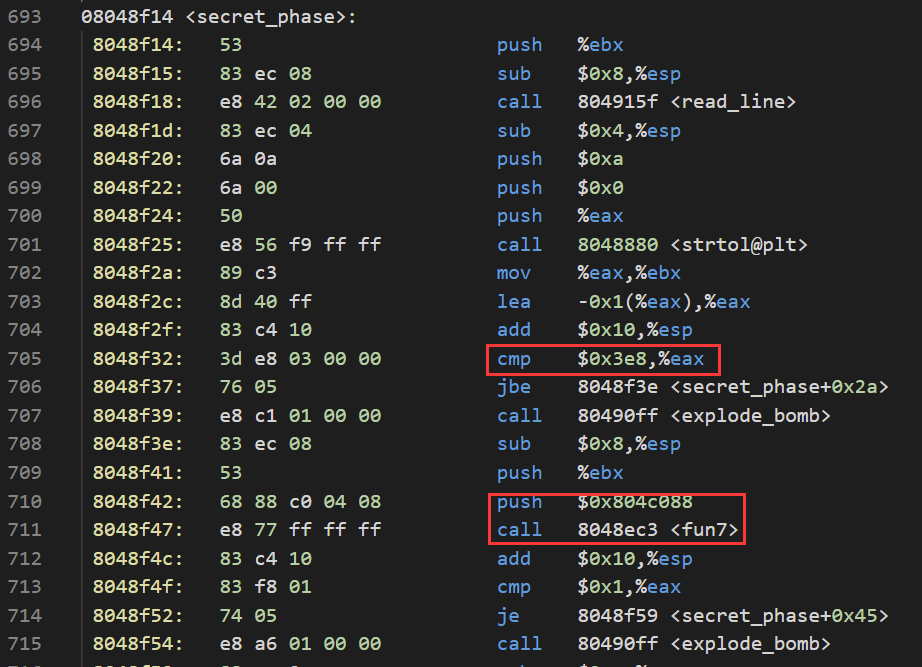 693 08048f14 <secret_phase>:
694 8048f14: 53 push %ebx
695 8048f15: 83 ec 08 sub $0x8,%esp
696 8048f18: e8 42 02 00 00 call 804915f <read_line>
697 8048f1d: 83 ec 04 sub $0x4,%esp
698 8048f20: 6a 0a push $0xa
699 8048f22: 6a 00 push $0x0
700 8048f24: 50 push %eax
701 8048f25: e8 56 f9 ff ff call 8048880 <strtol@plt>
702 8048f2a: 89 c3 mov %eax,%ebx
703 8048f2c: 8d 40 ff lea -0x1(%eax),%eax
704 8048f2f: 83 c4 10 add $0x10,%esp
705 8048f32: 3d e8 03 00 00 cmp $0x3e8,%eax
706 8048f37: 76 05 jbe 8048f3e <secret_phase+0x2a>
707 8048f39: e8 c1 01 00 00 call 80490ff <explode_bomb>
708 8048f3e: 83 ec 08 sub $0x8,%esp
709 8048f41: 53 push %ebx
710 8048f42: 68 88 c0 04 08 push $0x804c088
711 8048f47: e8 77 ff ff ff call 8048ec3 <fun7>
712 8048f4c: 83 c4 10 add $0x10,%esp
713 8048f4f: 83 f8 01 cmp $0x1,%eax
714 8048f52: 74 05 je 8048f59 <secret_phase+0x45>
715 8048f54: e8 a6 01 00 00 call 80490ff <explode_bomb>